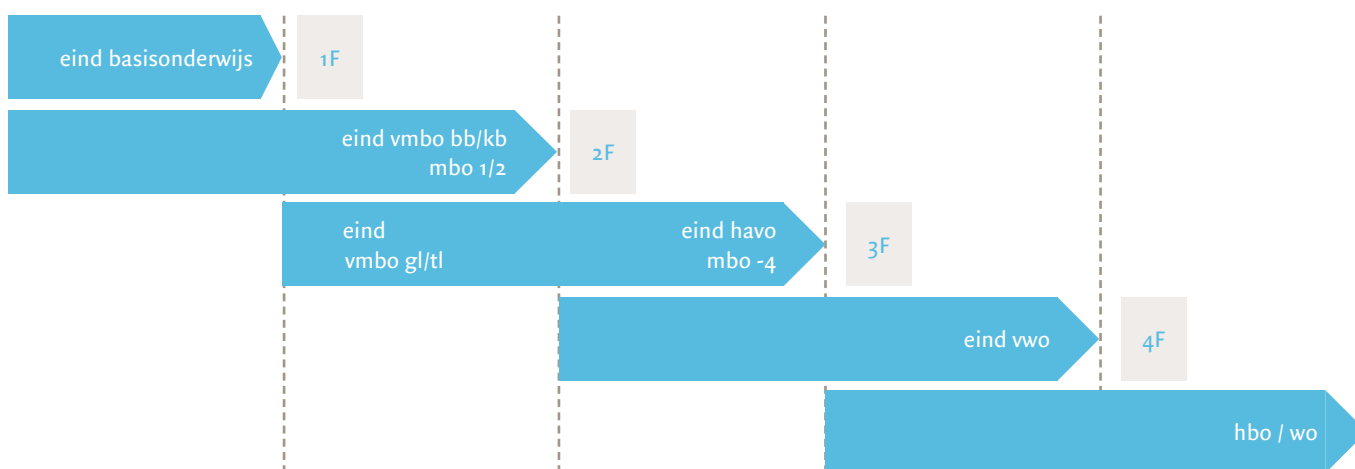 eind basisonderwijs
1F
eind vmbo bb/kb
mbo 1/2
2F
eind
vmbo gl/tl
eind havo
mbo -4
3F
eind vwo
4F
hbo / wo